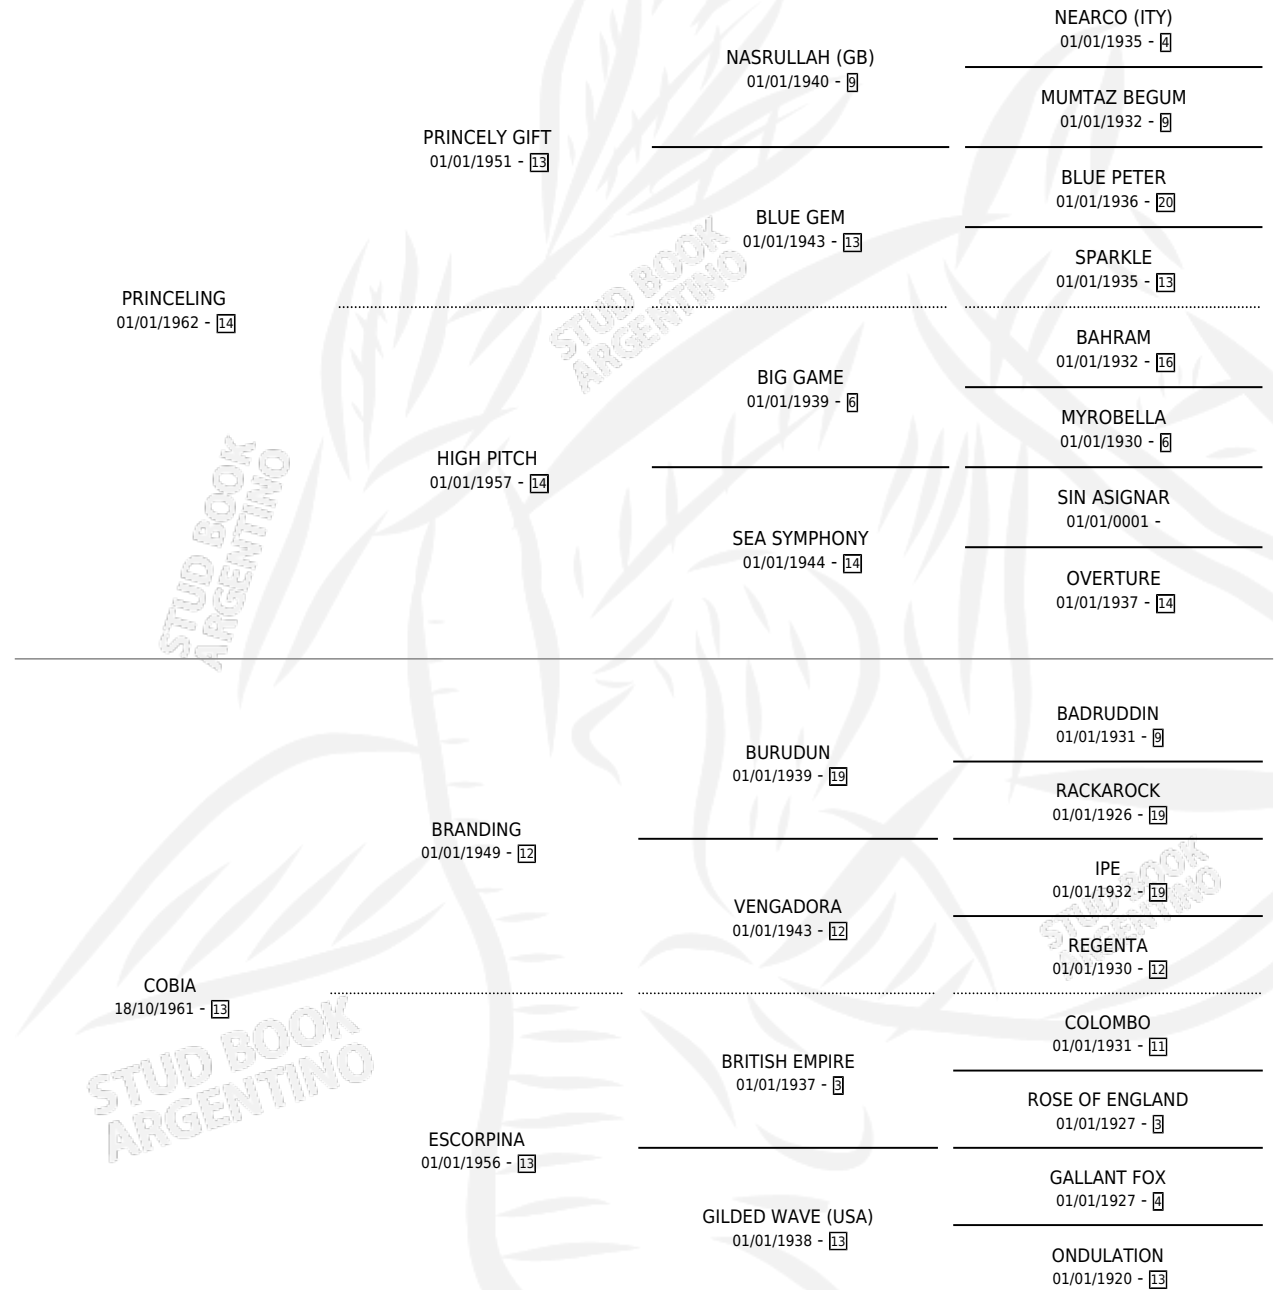 NEARCO (ITY)
01/01/1935 - 4
NASRULLAH (GB)
01/01/1940 - 9
MUMTAZ BEGUM
01/01/1932 - 9
PRINCELY GIFT
01/01/1951 - 13
BLUE PETER
01/01/1936 - 20
BLUE GEM
01/01/1943 - 13
SPARKLE
01/01/1935 - 13
PRINCELING
01/01/1962 - 14
BAHRAM
01/01/1932 - 16
BIG GAME
01/01/1939 - 6
MYROBELLA
01/01/1930 - 6
HIGH PITCH
01/01/1957 - 14
SIN ASIGNAR
01/01/0001 -
SEA SYMPHONY
01/01/1944 - 14
OVERTURE
01/01/1937 - 14
BADRUDDIN
01/01/1931 - 9
BURUDUN
01/01/1939 - 19
RACKAROCK
01/01/1926 - 19
BRANDING
01/01/1949 - 12
IPE
01/01/1932 - 19
VENGADORA
01/01/1943 - 12
REGENTA
01/01/1930 - 12
COBIA
18/10/1961 - 13
COLOMBO
01/01/1931 - 11
BRITISH EMPIRE
01/01/1937 - 3
ROSE OF ENGLAND
01/01/1927 - 3
ESCORPINA
01/01/1956 - 13
GALLANT FOX
01/01/1927 - 4
GILDED WAVE (USA)
01/01/1938 - 13
ONDULATION
01/01/1920 - 13
STUD BOOK
ARGENTINO
STUD BOOK
ARGENTINO
STUD BOOK
ARGENTINO
STUD BOOK
ARGENTINO